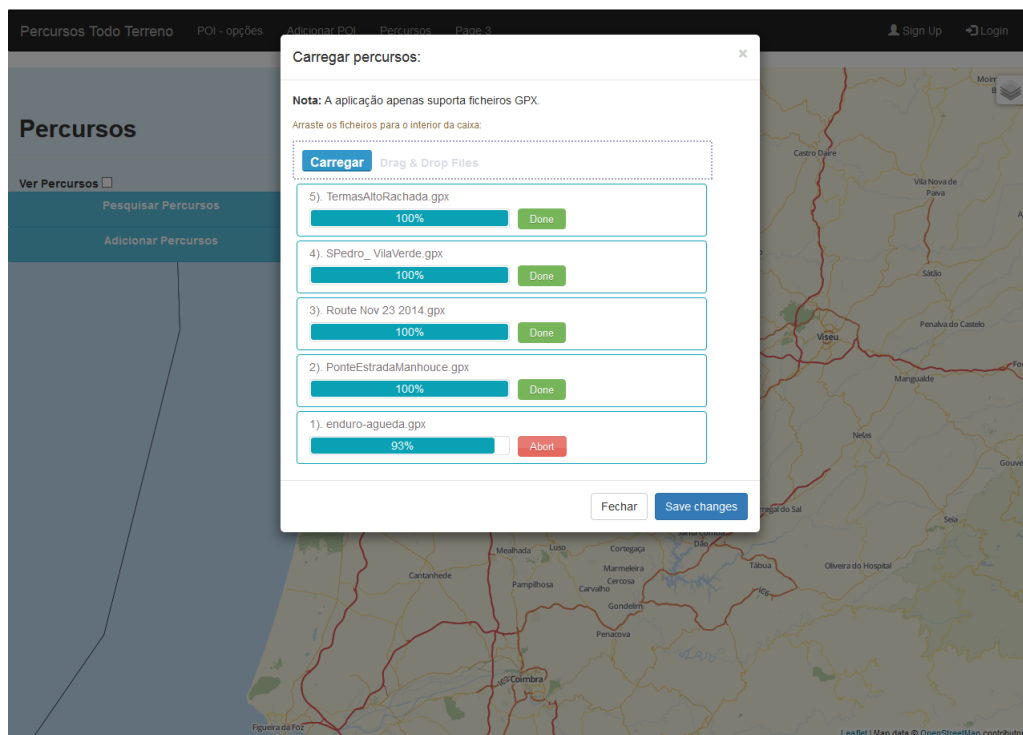 Percursos Todo Terreno POI - opções Adicionar POI Percursos Page 3 Sign Up Login
Carregar percursos: ×
Nota: A aplicação apenas suporta ficheiros GPX.
Arraste os ficheiros para o interior da caixa:
Carregar Drag & Drop Files
5). TermasAltoRachada.gpx
100% Done
4). SPedro_ VilaVerde.gpx
100% Done
3). Route Nov 23 2014.gpx
100% Done
2). PonteEstradaManhouce.gpx
100% Done
1). enduro-agueda.gpx
93% Abort
Fechar Save changes
Percursos
Ver Percursos
Pesquisar Percursos
Adicionar Percursos
Castro Daire
Vila Nova de
Paiva
Sátão
Penalva do Castelo
Viseu
Mangualde
Nelas
Gouve
Seia
Oliveira do Hospital
Tábua
Dão
Mealhada
Luso
Cortegaça
Marmeleira
Cercosa
Carvalho
Cantanhede
Pampilhosa
Gondelim
Penacova
Coimbra
Figueira da Foz
Leaflet | Map data © OpenStreetMap contributo